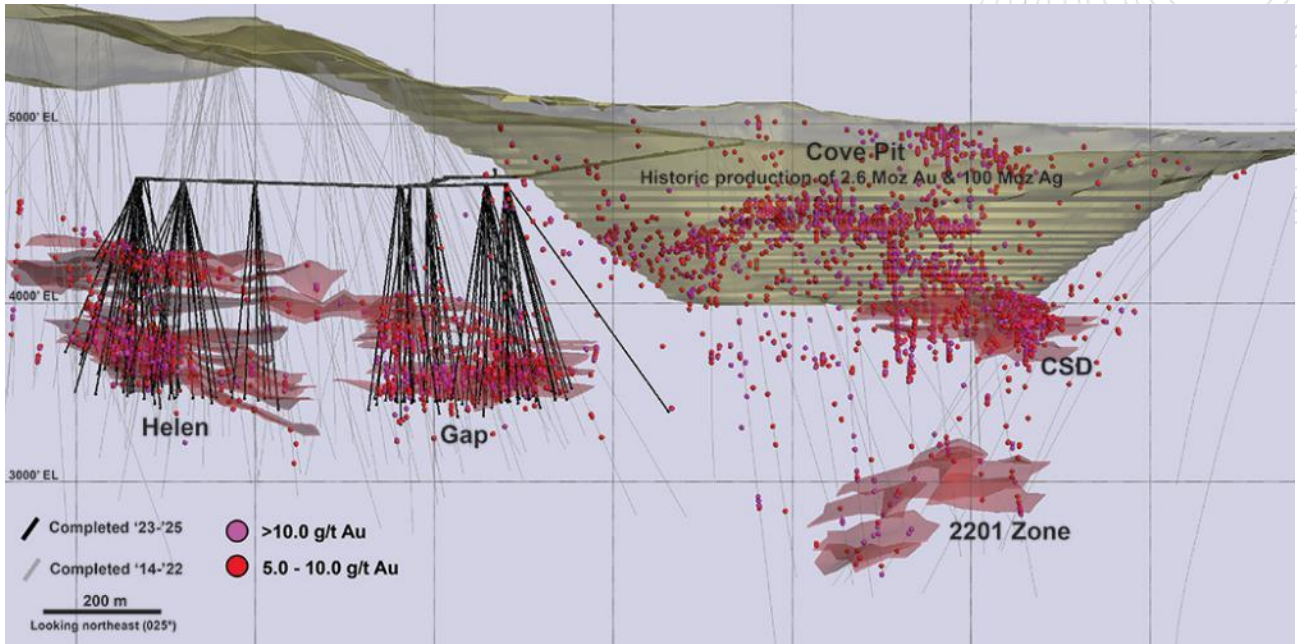 5000' EL
Cove Pit
Historic production of 2.6 Moz Au & 100 Moz Ag
4000' EL
CSD
Helen
Gap
3000' EL
2201 Zone
Completed '23-'25
>10.0 g/t Au
Completed '14-'22
5.0 - 10.0 g/t Au
200 m
Looking northeast (025°)